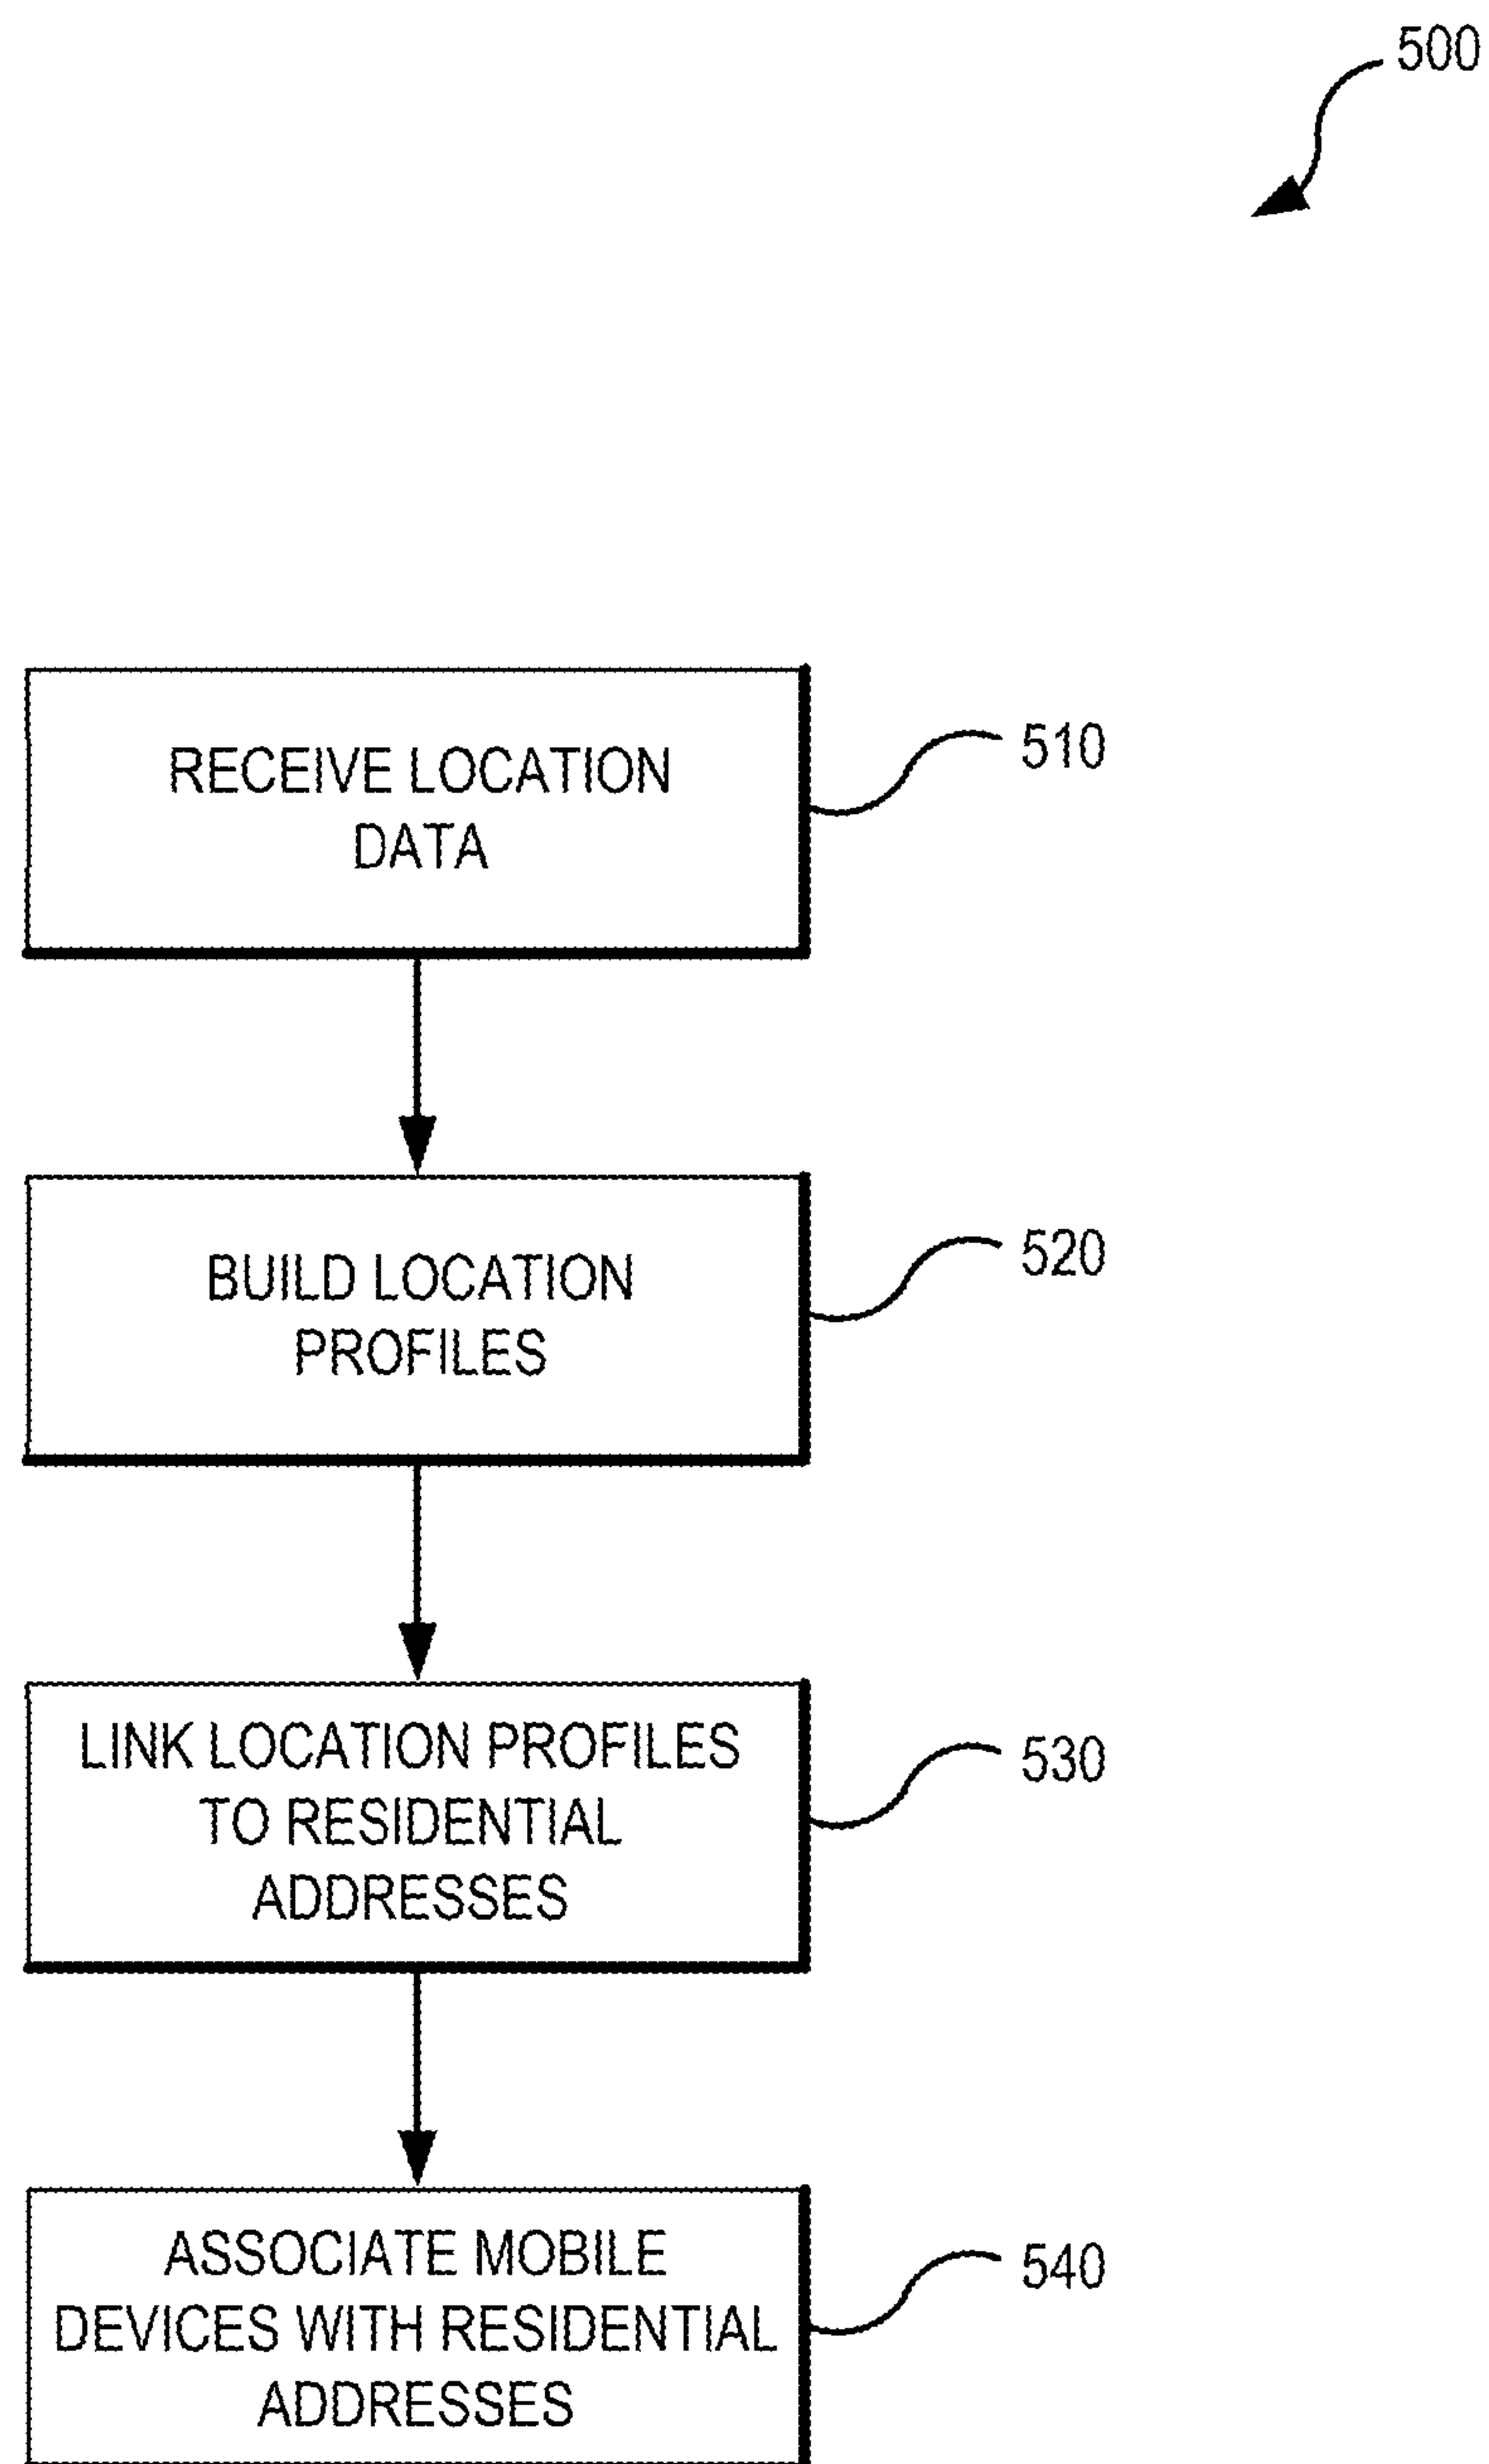 500
RECEIVE LOCATION
DATA
510
BUILD LOCATION
PROFILES
520
LINK LOCATION PROFILES
TO RESIDENTIAL
ADDRESSES
530
ASSOCIATE MOBILE
DEVICES WITH RESIDENTIAL
ADDRESSES
540